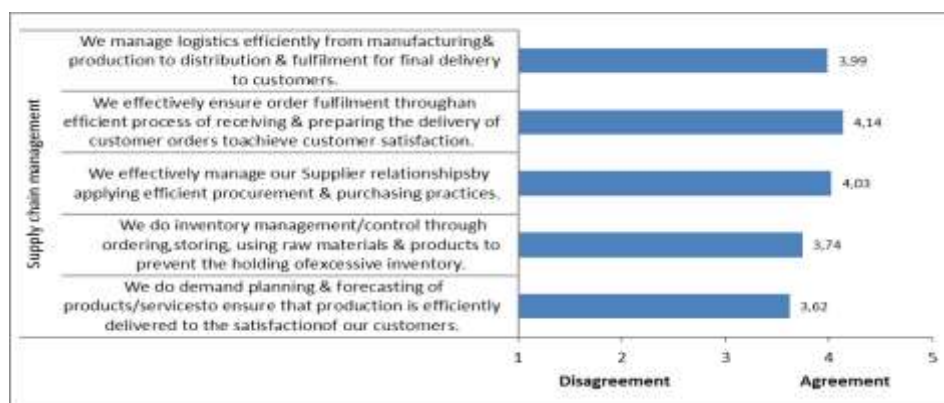 Supply chain management
We manage logistics efficiently from manufacturing&
production to distribution & fulfilment for final delivery
to customers.
3,99
We effectively ensure order fulfilment throughan
efficient process of receiving & preparing the delivery of
customer orders toachieve customer satisfaction.
4,14
We effectively manage our Supplier relationshipsby
applying efficient procurement & purchasing practices.
4,03
We do inventory management/control through
ordering,storing, using raw materials & products to
prevent the holding ofexcessive inventory.
3,74
We do demand planning & forecasting of
products/servicesto ensure that production is efficiently
delivered to the satisfactionof our customers.
3,62
1 2 3 4 5
Disagreement Agreement